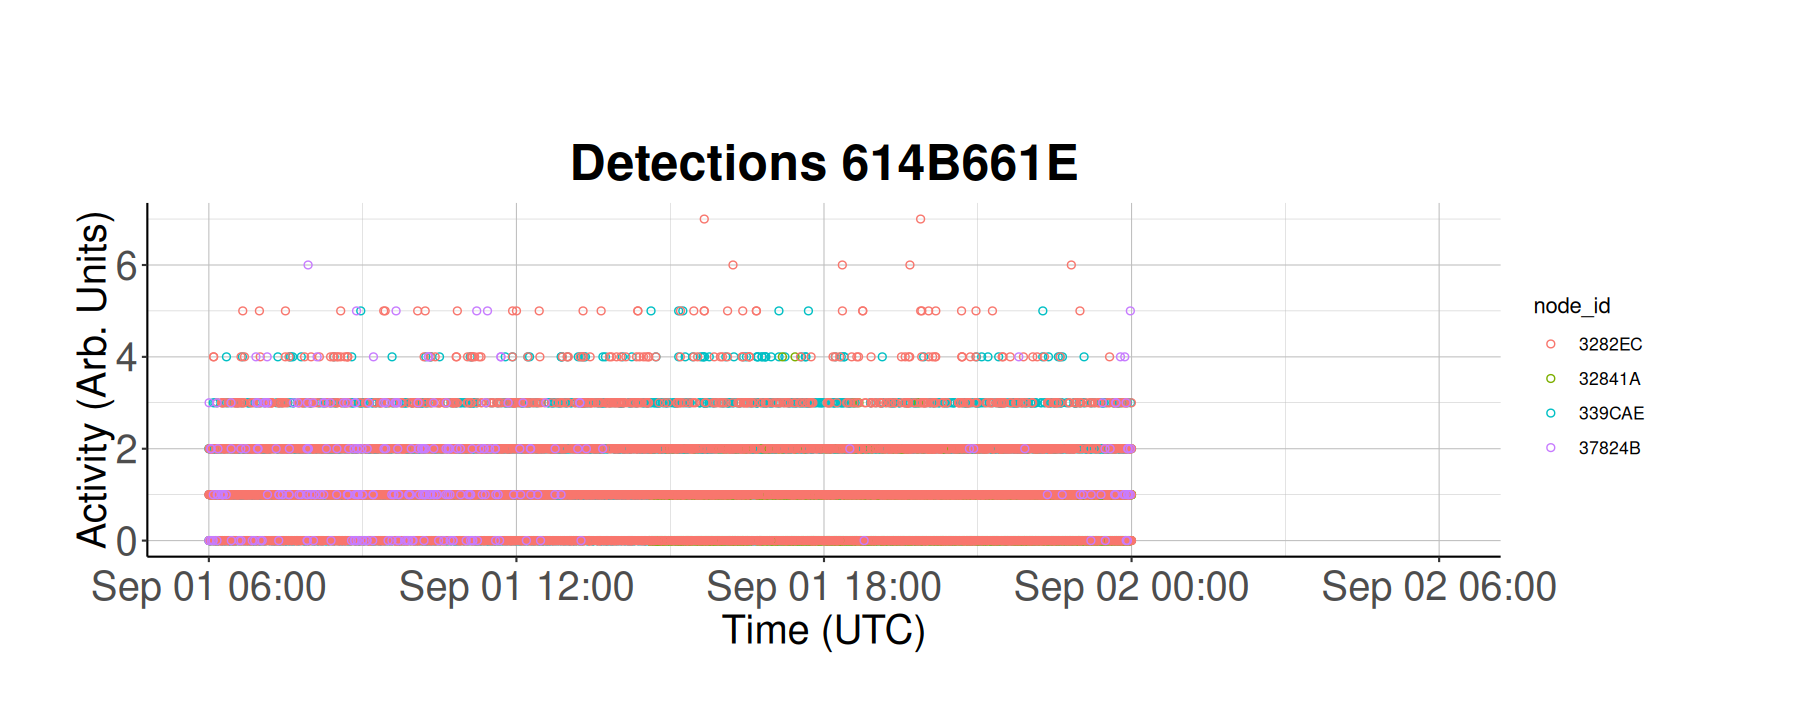 Detections 614B661E
Activity (Arb. Units)
6
4
2
0
Sep 01 06:00 Sep 01 12:00 Sep 01 18:00 Sep 02 00:00 Sep 02 06:00
Time (UTC)
node_id
3282EC
32841A
339CAE
37824B